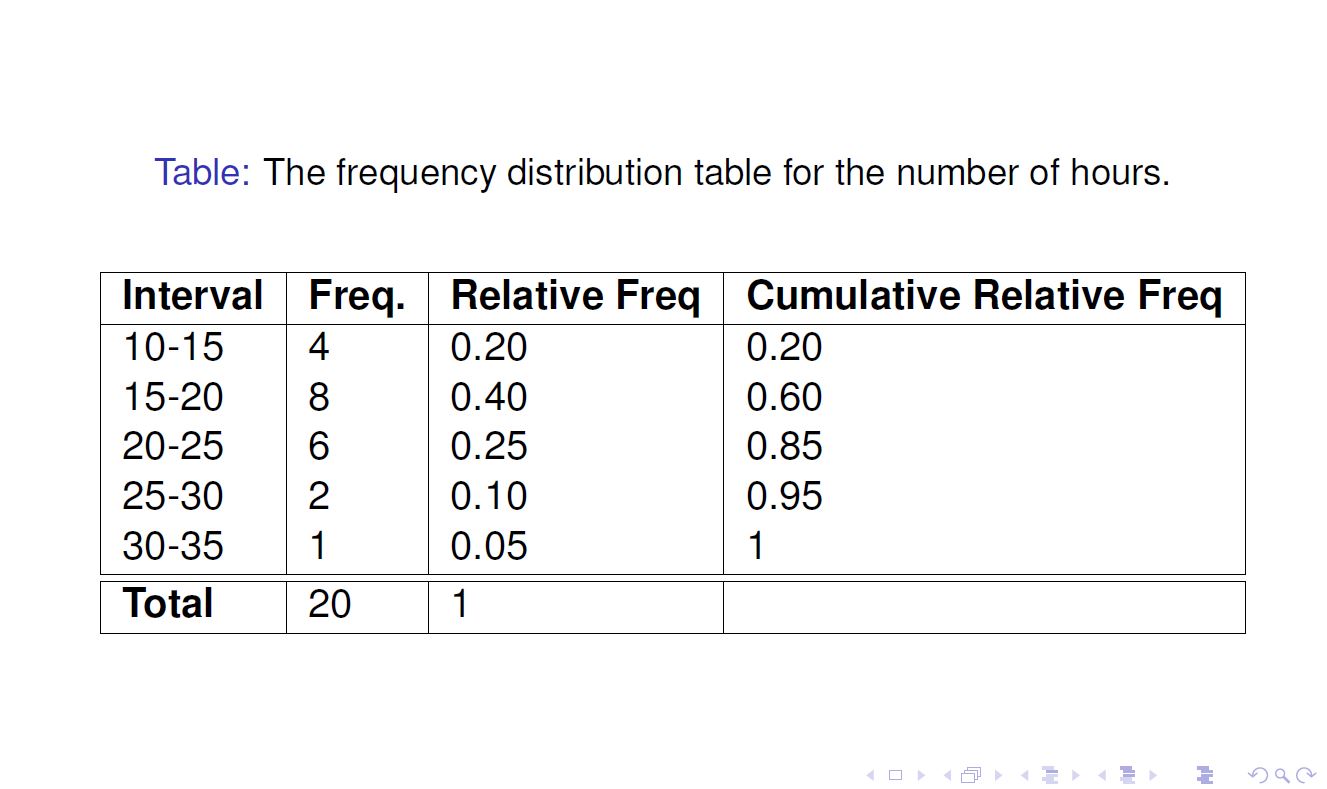 Table: The frequency distribution table for the number of hours.
Interval Freq. Relative Freq Cumulative Relative Freq
10-15 4 0.20 0.20
15-20 8 0.40 0.60
20-25 6 0.25 0.85
25-30 2 0.10 0.95
30-35 1 0.05 1
Total 20 1